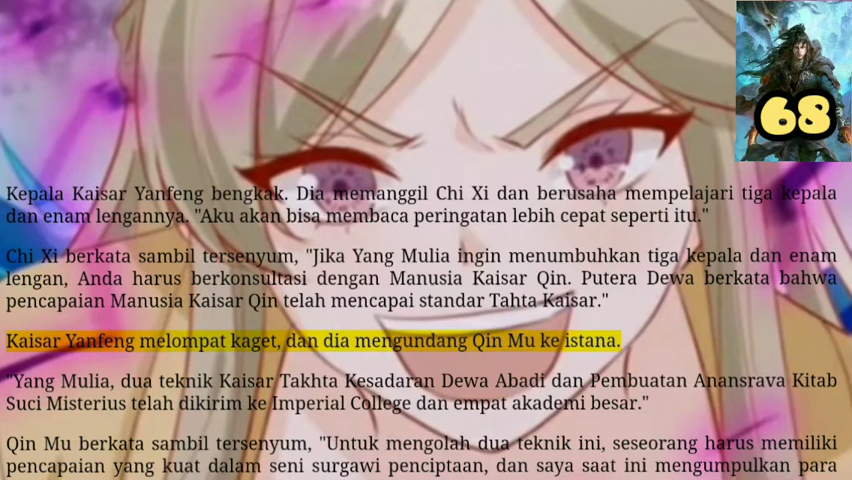 68
Kepala Kaisar Yanfeng bengkak. Dia memanggil Chi Xi dan berusaha mempelajari tiga kepala
dan enam lengannya. "Aku akan bisa membaca peringatan lebih cepat seperti itu."
Chi Xi berkata sambil tersenyum, "Jika Yang Mulia ingin menumbuhkan tiga kepala dan enam
lengan, Anda harus berkonsultasi dengan Manusia Kaisar Qin. Putera Dewa berkata bahwa
pencapaian Manusia Kaisar Qin telah mencapai standar Tahta Kaisar."
Kaisar Yanfeng melompat kaget, dan dia mengundang Qin Mu ke istana.
"Yang Mulia, dua teknik Kaisar Takhta Kesadaran Dewa Abadi dan Pembuatan Anansrava Kitab
Suci Misterius telah dikirim ke Imperial College dan empat akademi besar."
Qin Mu berkata sambil tersenyum, "Untuk mengolah dua teknik ini, seseorang harus memiliki
pencapaian yang kuat dalam seni surgawi penciptaan, dan saya saat ini mengumpulkan para